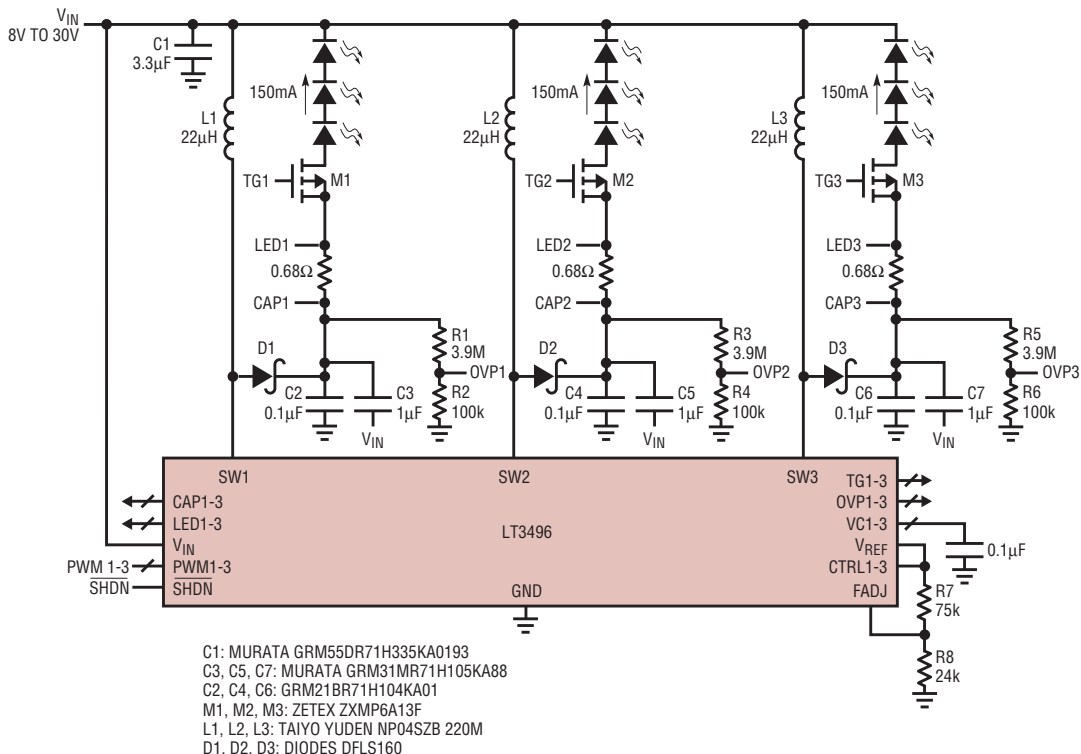 VIN
8V TO 30V
C1
3.3µF
L1
22µH
150mA
TG1
M1
LED1
0.68Ω
CAP1
D1
C2
0.1µF
C3
1µF
VIN
R1
3.9M
OVP1
R2
100k
L2
22µH
150mA
TG2
M2
LED2
0.68Ω
CAP2
D2
C4
0.1µF
C5
1µF
VIN
R3
3.9M
OVP2
R4
100k
L3
22µH
150mA
TG3
M3
LED3
0.68Ω
CAP3
D3
C6
0.1µF
C7
1µF
VIN
R5
3.9M
OVP3
R6
100k
SW1
SW2
SW3
CAP1-3
LED1-3
VIN
PWM 1-3
PWM1-3
SHDN
SHDN
LT3496
GND
TG1-3
OVP1-3
VC1-3
VREF
CTRL1-3
FADJ
0.1µF
R7
75k
R8
24k
C1: MURATA GRM55DR71H335KA0193
C3, C5, C7: MURATA GRM31MR71H105KA88
C2, C4, C6: GRM21BR71H104KA01
M1, M2, M3: ZETEX ZXMP6A13F
L1, L2, L3: TAIYO YUDEN NP04SZB 220M
D1, D2, D3: DIODES DFLS160